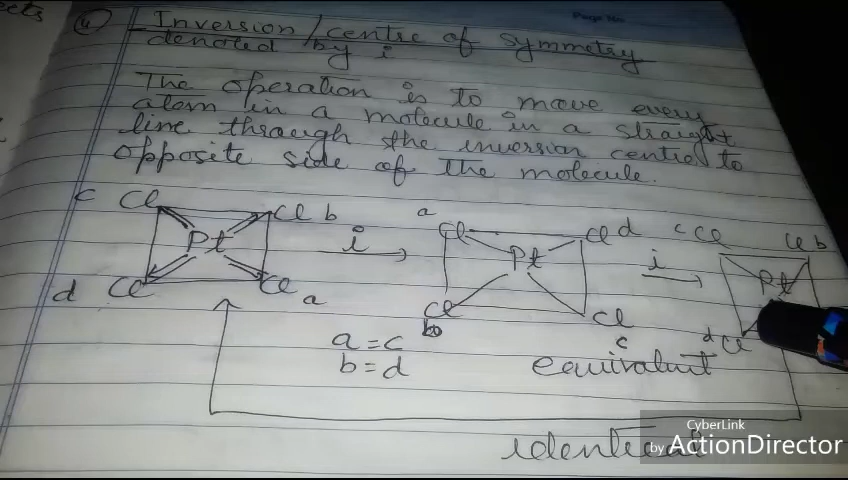 ects
4
Page No.
Inversion/centre of symmetry
denoted by i
The operation is to move every
atom in a molecule in a straight
line through the inversion centre to
opposite side of the molecule.
c Cl Cl b
Pt
d Cl Cl a
i
a Cl Cl d
Pt
b Cl Cl c
i
c Cl Cl b
Pt
d Cl
a = c
b = d
equivalent
identical
CyberLink
by ActionDirector